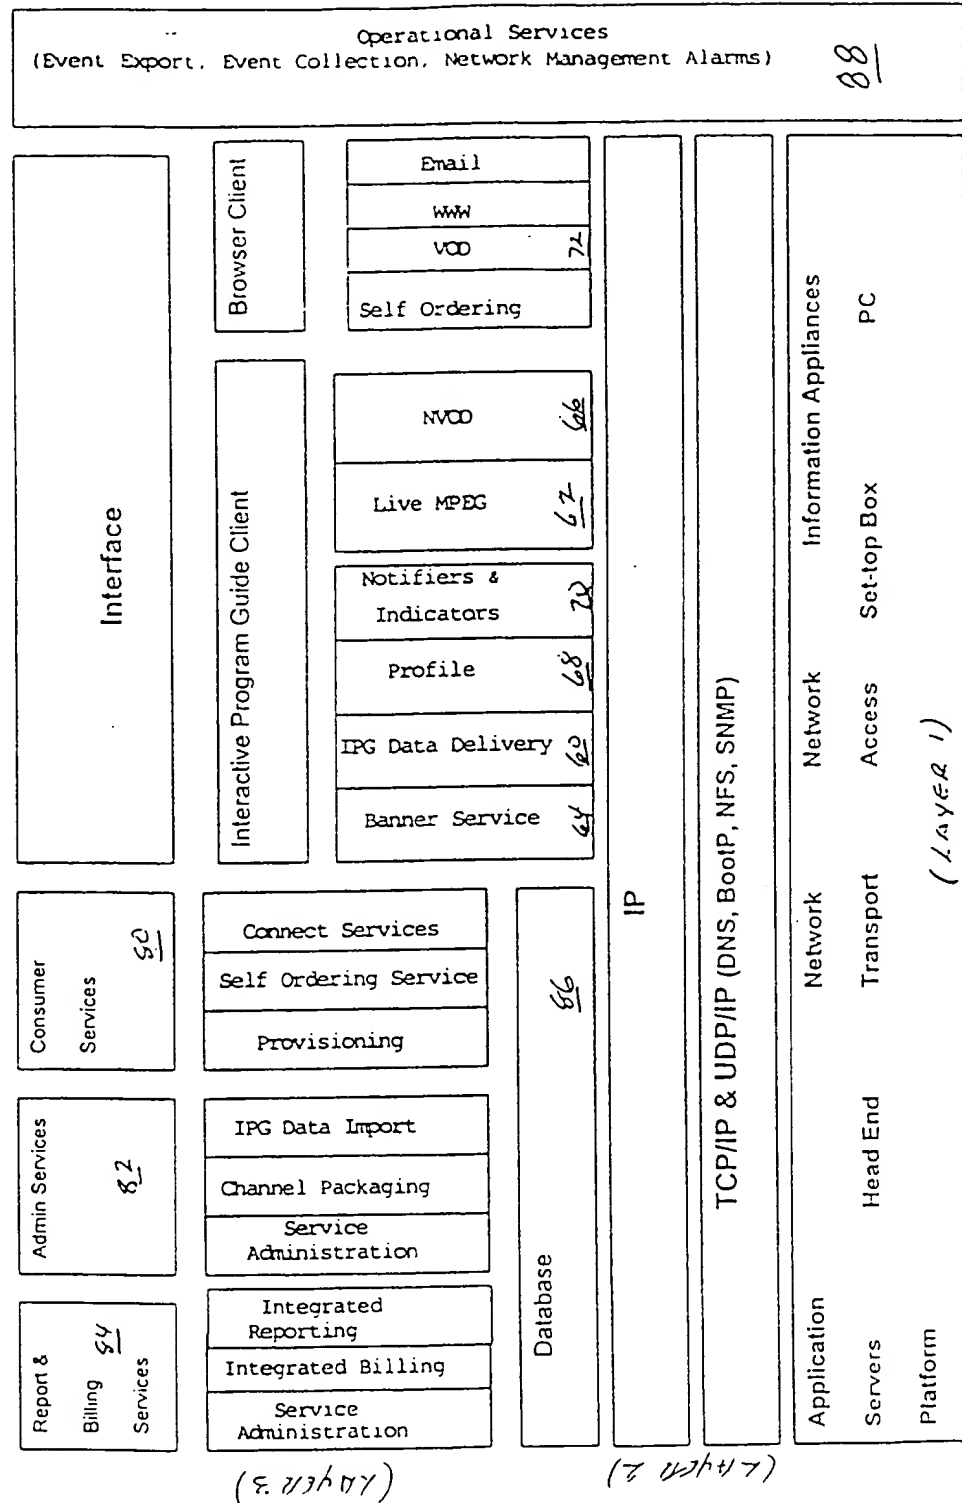 Operational Services
(Event Export, Event Collection, Network Management Alarms)
88
Interface
Browser Client
Email
WWW
VOD
72
Self Ordering
Interactive Program Guide Client
NVOD
66
Live MPEG
62
Notifiers &
Indicators
70
Profile
68
IPG Data Delivery
60
Banner Service
64
Consumer
Services
80
Connect Services
Self Ordering Service
Provisioning
Admin Services
82
IPG Data Import
Channel Packaging
Service
Administration
Report &
Billing
84
Services
Integrated
Reporting
Integrated Billing
Service
Administration
Database
86
(LAYER 3)
IP
TCP/IP & UDP/IP (DNS, BootP, NFS, SNMP)
(LAYER 2)
Application
Servers
Platform
Head End
Network
Transport
Network
Access
Information Appliances
Set-top Box
PC
(LAYER 1)